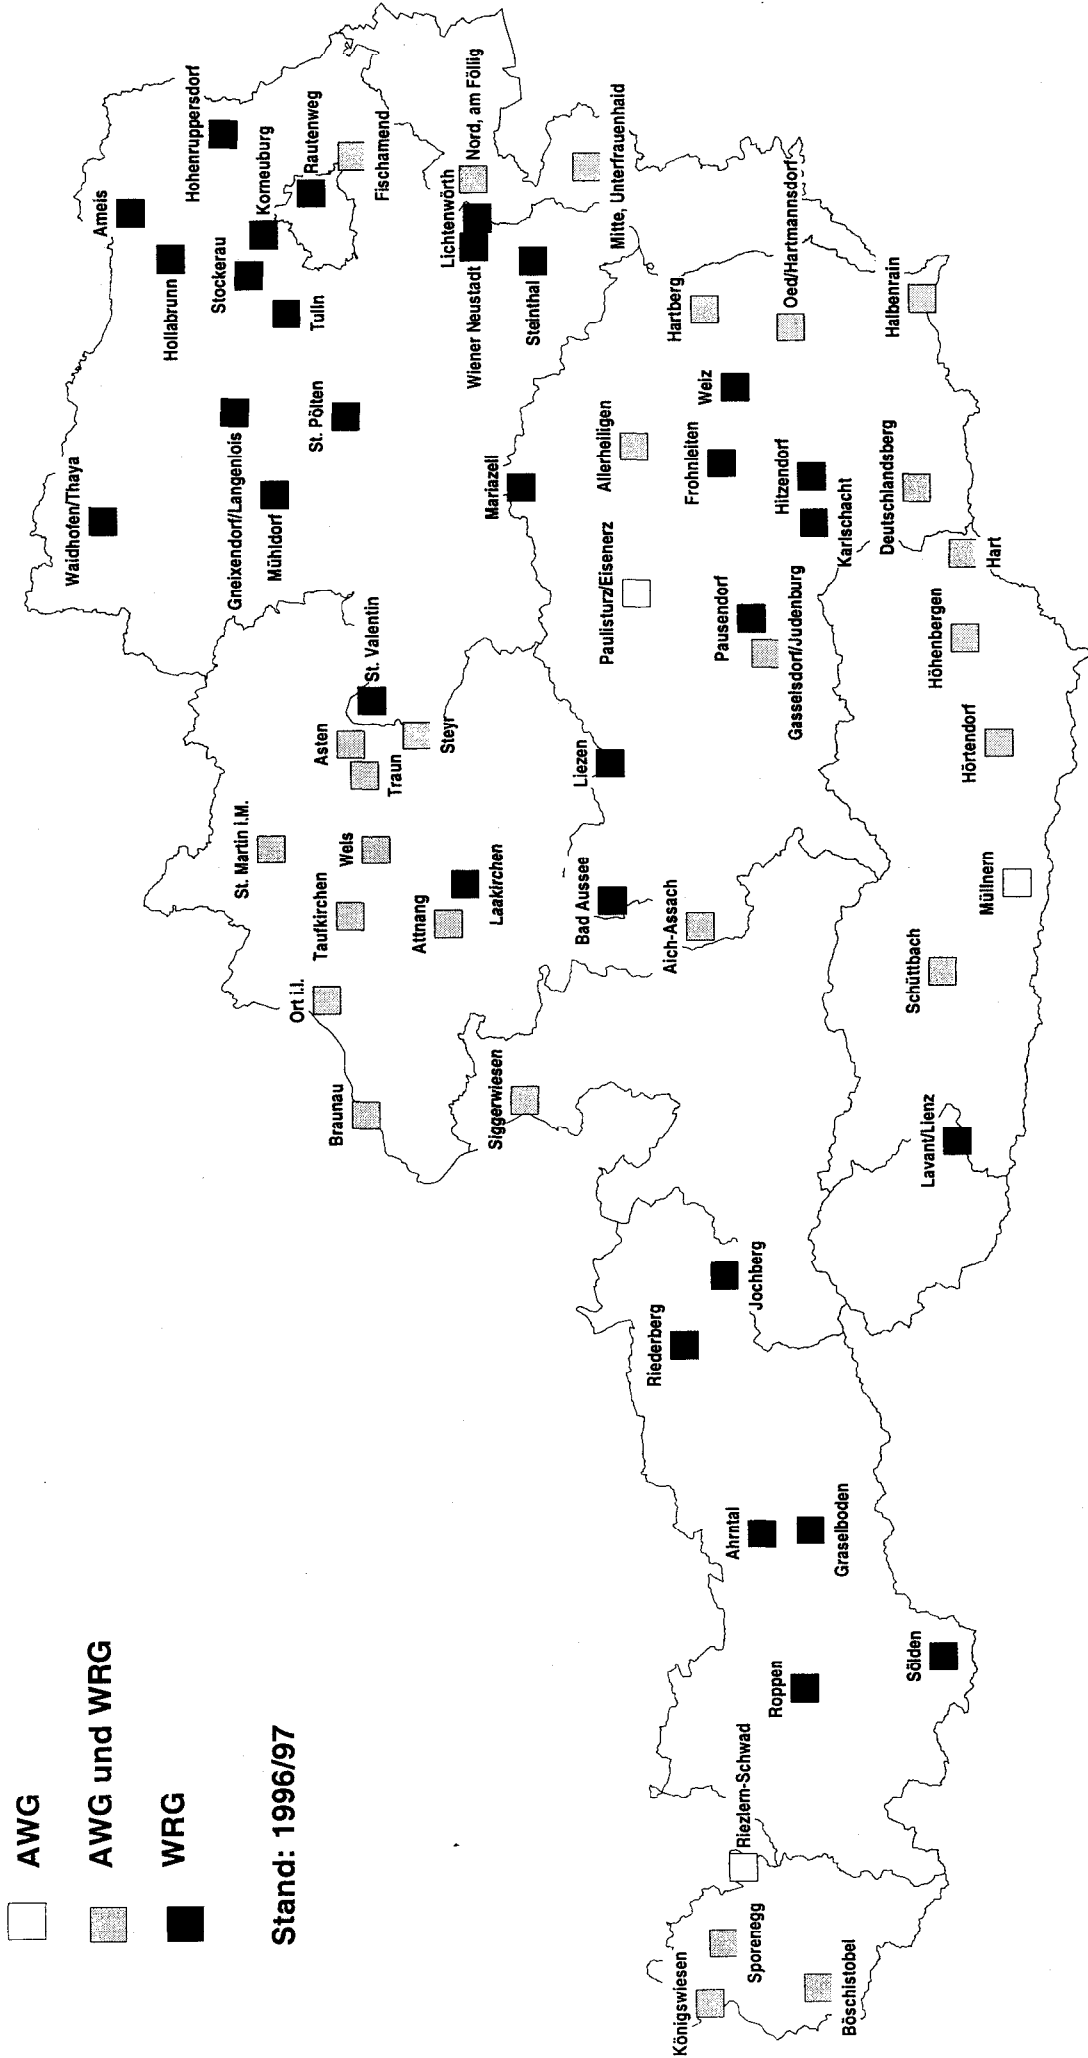 AWG
AWG und WRG
WRG
Stand: 1996/97
Waidhofen/Thaya
Ameis
Hollabrunn
Hohenruppersdorf
Gneixendorf/Langenlois
Stockerau
Korneuburg
Mühldorf
Tulln
Rautenweg
St. Pölten
Fischamend
St. Valentin
St. Martin i.M.
Asten
Traun
Steyr
Wels
Taufkirchen
Ort i.I.
Braunau
Attnang
Laakirchen
Siggerwiesen
Lichtenwörth
Nord, am Föllig
Wiener Neustadt
Steinthal
Mitte, Unterfrauenhaid
Mariazell
Liezen
Bad Aussee
Aich-Assach
Paulisturz/Eisenerz
Allerheiligen
Hartberg
Frohnleiten
Weiz
Oed/Hartmannsdorf
Pausendorf
Gasselsdorf/Judenburg
Hitzendorf
Karlschacht
Deutschlandsberg
Halbenrain
Hart
Höhenbergen
Hörtendorf
Müllnern
Schüttbach
Lavant/Lienz
Jochberg
Riederberg
Ahrntal
Graselboden
Roppen
Sölden
Riezlern-Schwad
Sporenegg
Königswiesen
Böschistobel